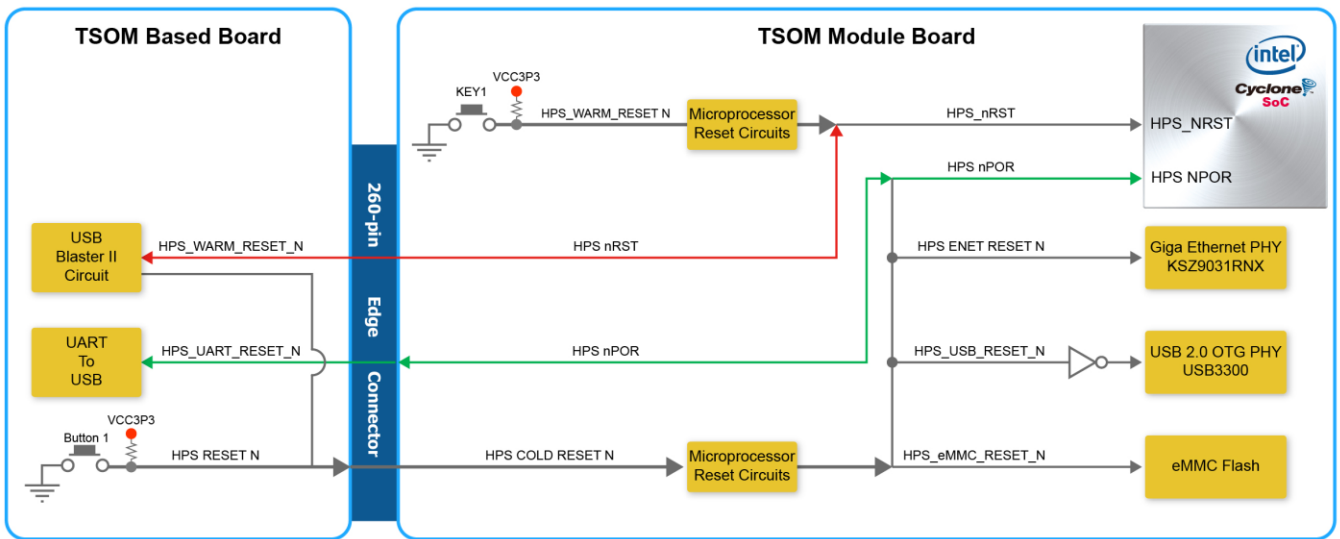 TSOM Based Board
TSOM Module Board
intel
Cyclone
SoC
VCC3P3
KEY1
HPS_WARM_RESET N
Microprocessor
Reset Circuits
HPS_nRST
HPS_NRST
HPS nPOR
HPS NPOR
260-pin Edge Connector
USB
Blaster II
Circuit
HPS_WARM_RESET_N
HPS nRST
HPS ENET RESET N
Giga Ethernet PHY
KSZ9031RNX
UART
To
USB
HPS_UART_RESET_N
HPS nPOR
HPS_USB_RESET_N
USB 2.0 OTG PHY
USB3300
VCC3P3
Button 1
HPS RESET N
HPS COLD RESET N
Microprocessor
Reset Circuits
HPS_eMMC_RESET_N
eMMC Flash